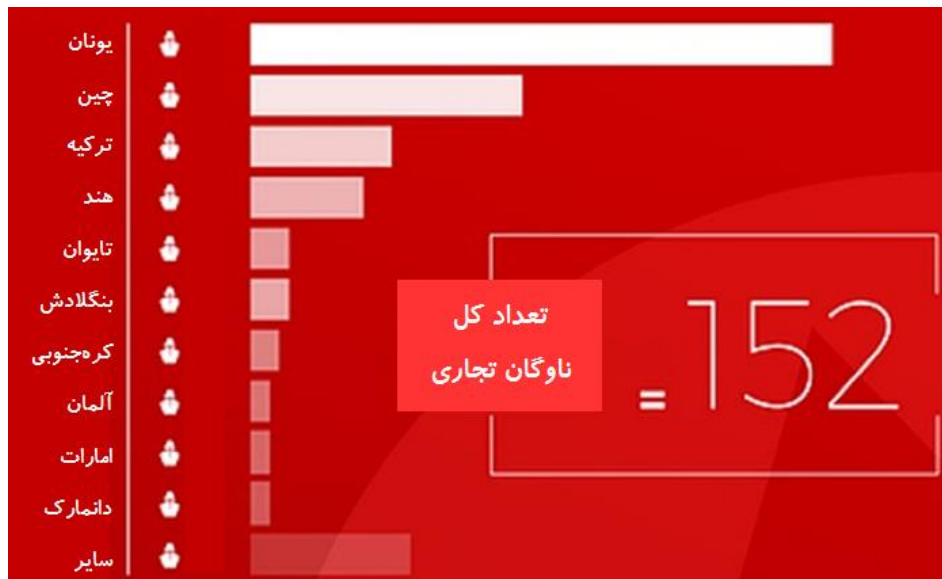 یونان
چین
ترکیه
هند
تایوان
بنگلادش
کره‌جنوبی
آلمان
امارات
دانمارک
سایر
تعداد کل
ناوگان تجاری
=152